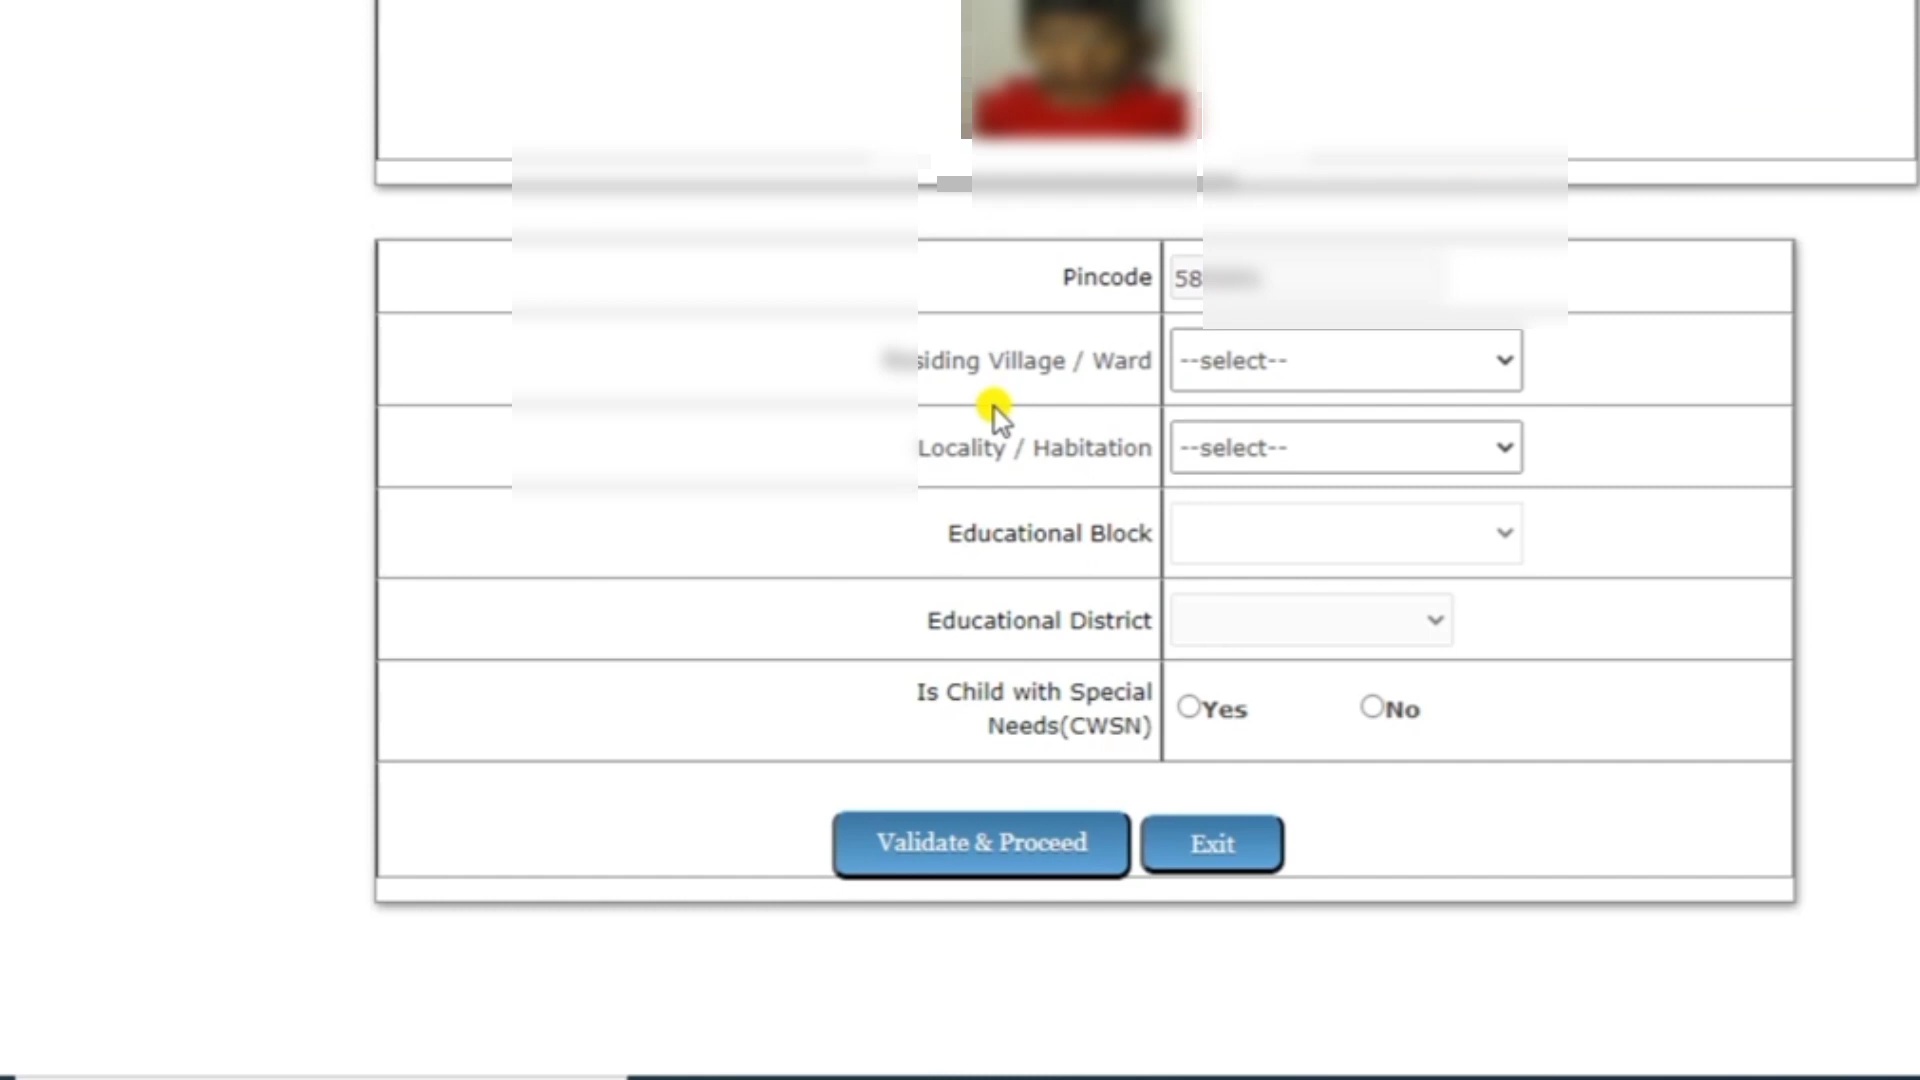 Pincode 58
Residing Village / Ward --select--
Locality / Habitation --select--
Educational Block
Educational District
Is Child with Special
Needs(CWSN) Yes No
Validate & Proceed Exit